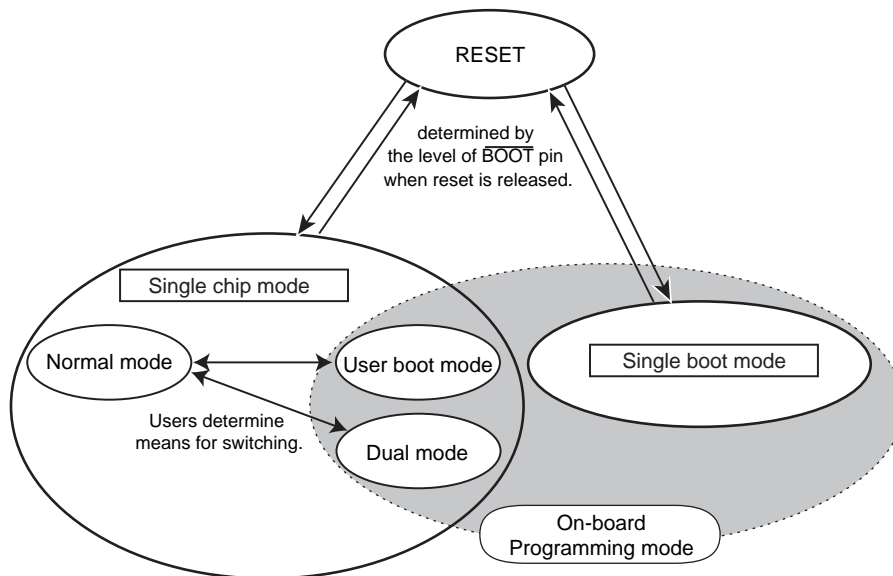 RESET
determined by
the level of BOOT pin
when reset is released.
Single chip mode
Normal mode
User boot mode
Single boot mode
Users determine
means for switching.
Dual mode
On-board
Programming mode